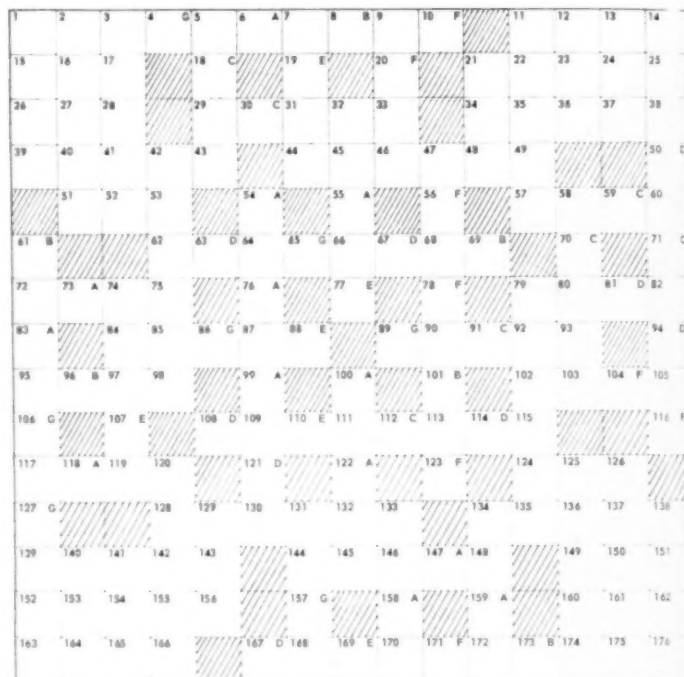 1 2 3 4 G 5 6 A 7 8 B 9 10 F 11 12 13 14
15 16 17 18 C 19 E 20 F 21 22 23 24 25
26 27 28 29 30 C 31 32 33 34 35 36 37 38
39 40 41 42 43 44 45 46 47 48 49 50 D
51 52 53 54 A 55 A 56 F 57 58 59 C 60
61 B 62 63 D 64 65 G 66 67 D 68 69 B 70 C 71
72 73 A 74 75 76 A 77 E 78 F 79 80 81 D 82
83 A 84 85 86 G 87 88 E 89 G 90 91 C 92 93 94 D
95 96 B 97 98 99 A 100 A 101 B 102 103 104 F 105
106 G 107 E 108 D 109 110 E 111 112 C 113 114 D 115 116 F
117 118 A 119 120 121 D 122 A 123 F 124 125 126
127 G 128 129 130 131 132 133 134 135 136 137 138
129 140 141 142 143 144 145 146 147 A 148 149 150 151
152 153 154 155 156 157 G 158 A 159 A 160 161 162
163 164 165 166 167 D 168 169 E 170 171 F 172 173 B 174 175 176